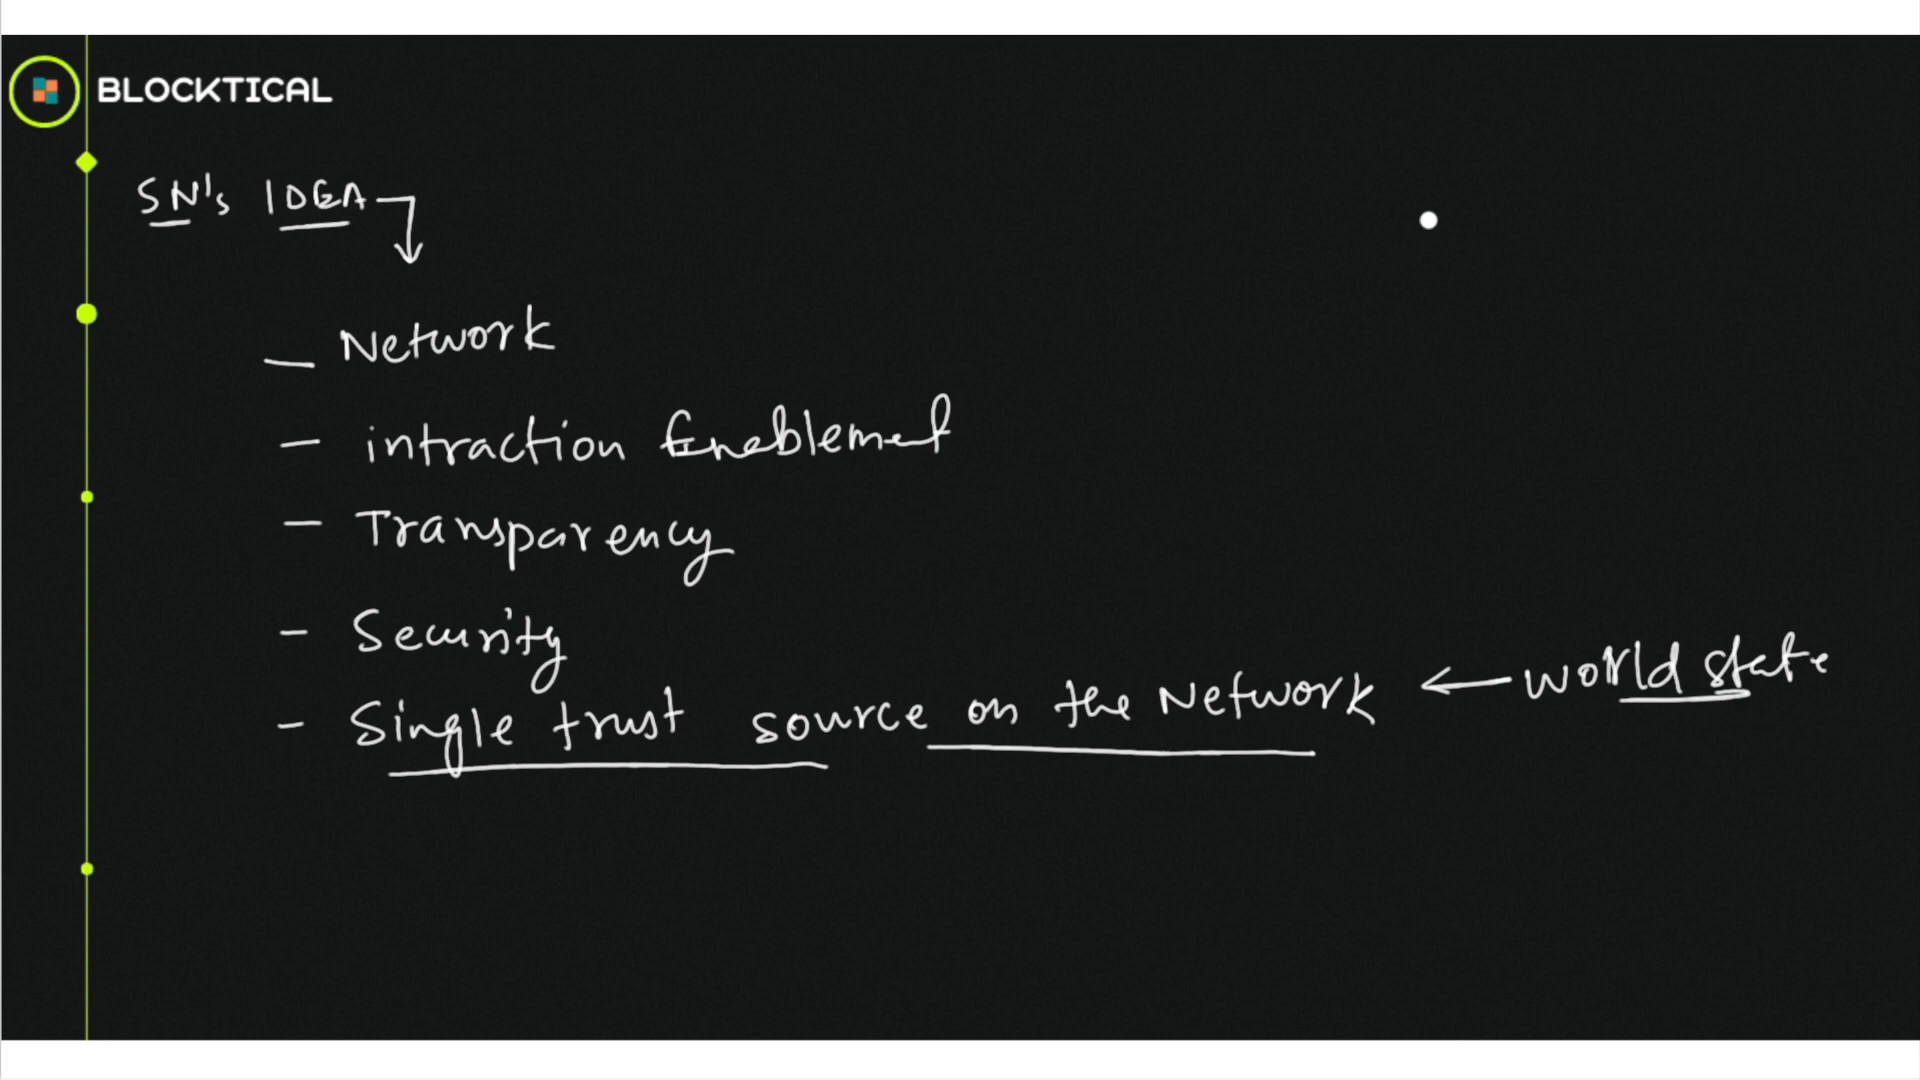 BLOCKTICAL
SN's IDEA
— Network
— intraction Enablement
— Transparency
— Security
— Single trust source on the Network ← world state